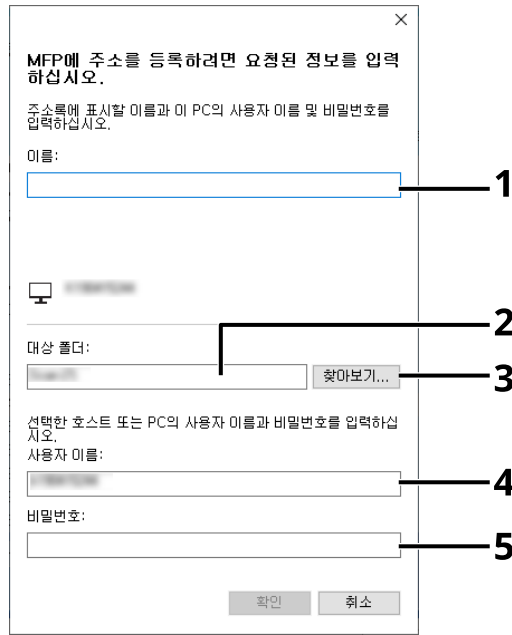 MFP에 주소를 등록하려면 요청된 정보를 입력
하십시오.
주소록에 표시할 이름과 이 PC의 사용자 이름 및 비밀번호를
입력하십시오.
이름:
1
2
대상 폴더:
찾아보기...
3
선택한 호스트 또는 PC의 사용자 이름과 비밀번호를 입력하십
시오.
사용자 이름:
4
비밀번호:
5
확인
취소